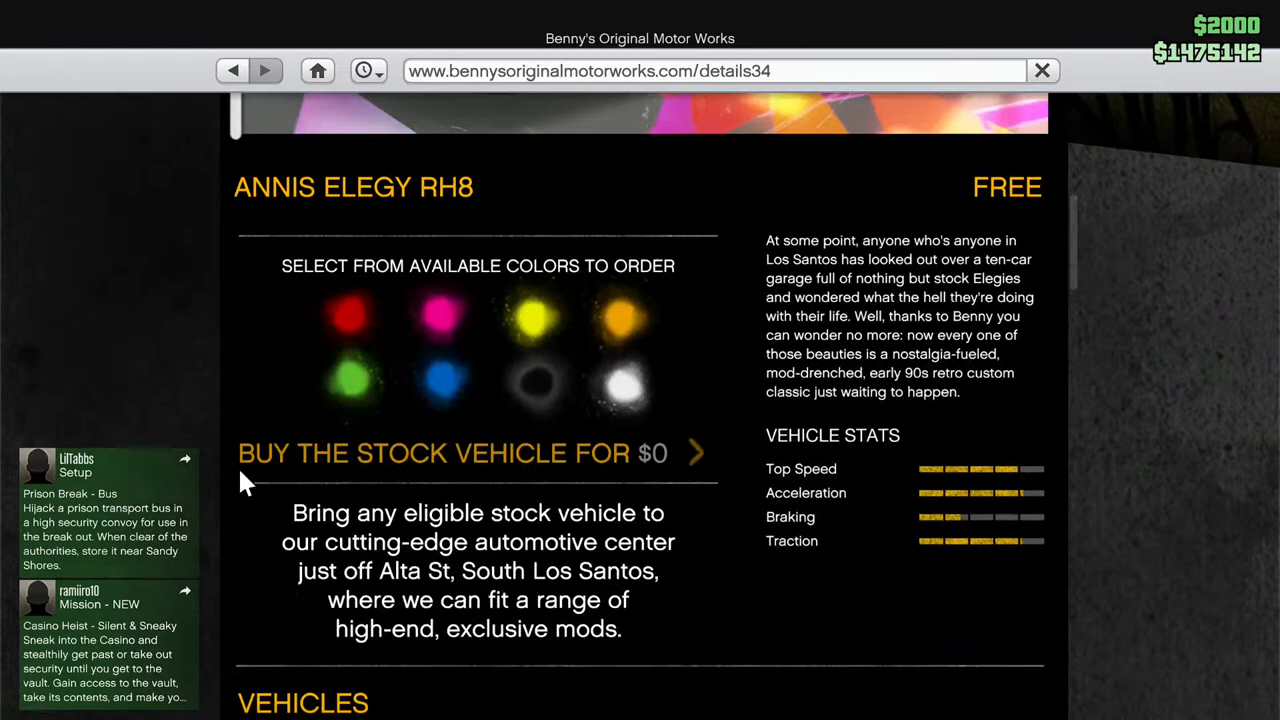 $2000
$1475142
Benny's Original Motor Works
www.bennysoriginalmotorworks.com/details34
ANNIS ELEGY RH8
FREE
SELECT FROM AVAILABLE COLORS TO ORDER
BUY THE STOCK VEHICLE FOR $0
Bring any eligible stock vehicle to
our cutting-edge automotive center
just off Alta St, South Los Santos,
where we can fit a range of
high-end, exclusive mods.
At some point, anyone who's anyone in
Los Santos has looked out over a ten-car
garage full of nothing but stock Elegies
and wondered what the hell they're doing
with their life. Well, thanks to Benny you
can wonder no more: now every one of
those beauties is a nostalgia-fueled,
mod-drenched, early 90s retro custom
classic just waiting to happen.
VEHICLE STATS
Top Speed
Acceleration
Braking
Traction
VEHICLES
LilTabbs
Setup
Prison Break - Bus
Hijack a prison transport bus in
a high security convoy for use in
the break out. When clear of the
authorities, store it near Sandy
Shores.
ramiiro10
Mission - NEW
Casino Heist - Silent & Sneaky
Sneak into the Casino and
stealthily get past or take out
security until you get to the
vault. Gain access to the vault,
take its contents, and make yo...